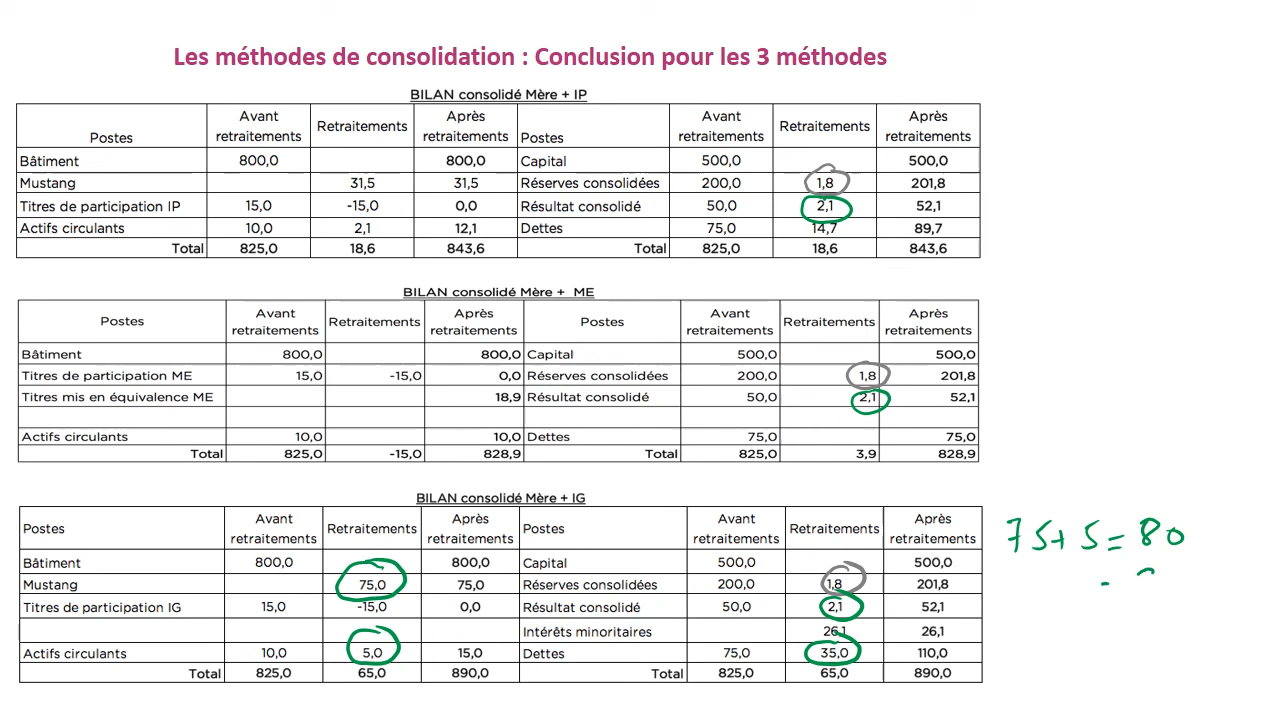 Les méthodes de consolidation : Conclusion pour les 3 méthodes
BILAN consolidé Mère + IP
Postes Avant retraitements Retraitements Après retraitements Postes Avant retraitements Retraitements Après retraitements
Bâtiment 800,0 800,0 Capital 500,0 500,0
Mustang 31,5 31,5 Réserves consolidées 200,0 1,8 201,8
Titres de participation IP 15,0 -15,0 0,0 Résultat consolidé 50,0 2,1 52,1
Actifs circulants 10,0 2,1 12,1 Dettes 75,0 14,7 89,7
Total 825,0 18,6 843,6 Total 825,0 18,6 843,6
BILAN consolidé Mère + ME
Postes Avant retraitements Retraitements Après retraitements Postes Avant retraitements Retraitements Après retraitements
Bâtiment 800,0 800,0 Capital 500,0 500,0
Titres de participation ME 15,0 -15,0 0,0 Réserves consolidées 200,0 1,8 201,8
Titres mis en équivalence ME 18,9 Résultat consolidé 50,0 2,1 52,1
Actifs circulants 10,0 10,0 Dettes 75,0 75,0
Total 825,0 -15,0 828,9 Total 825,0 3,9 828,9
BILAN consolidé Mère + IG
Postes Avant retraitements Retraitements Après retraitements Postes Avant retraitements Retraitements Après retraitements
Bâtiment 800,0 800,0 Capital 500,0 500,0
Mustang 75,0 75,0 Réserves consolidées 200,0 1,8 201,8
Titres de participation IG 15,0 -15,0 0,0 Résultat consolidé 50,0 2,1 52,1
Intérêts minoritaires 26,1 26,1
Actifs circulants 10,0 5,0 15,0 Dettes 75,0 35,0 110,0
Total 825,0 65,0 890,0 Total 825,0 65,0 890,0
75+5=80